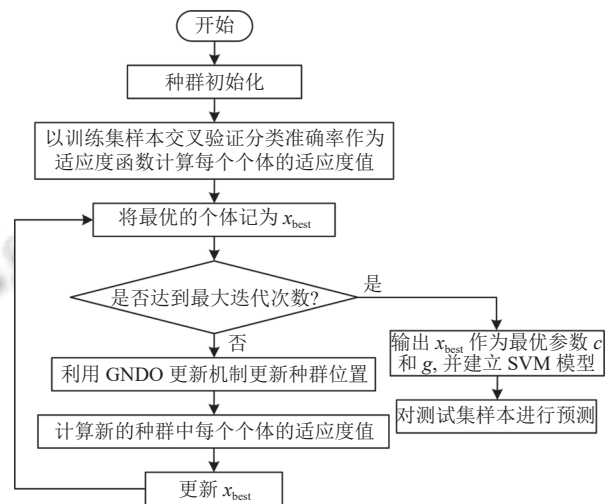 开始
种群初始化
以训练集样本交叉验证分类准确率作为
适应度函数计算每个个体的适应度值
将最优的个体记为 x_best
是否达到最大迭代次数?
是
否
输出 x_best 作为最优参数 c
和 g, 并建立 SVM 模型
利用 GNDO 更新机制更新种群位置
对测试集样本进行预测
计算新的种群中每个个体的适应度值
更新 x_best